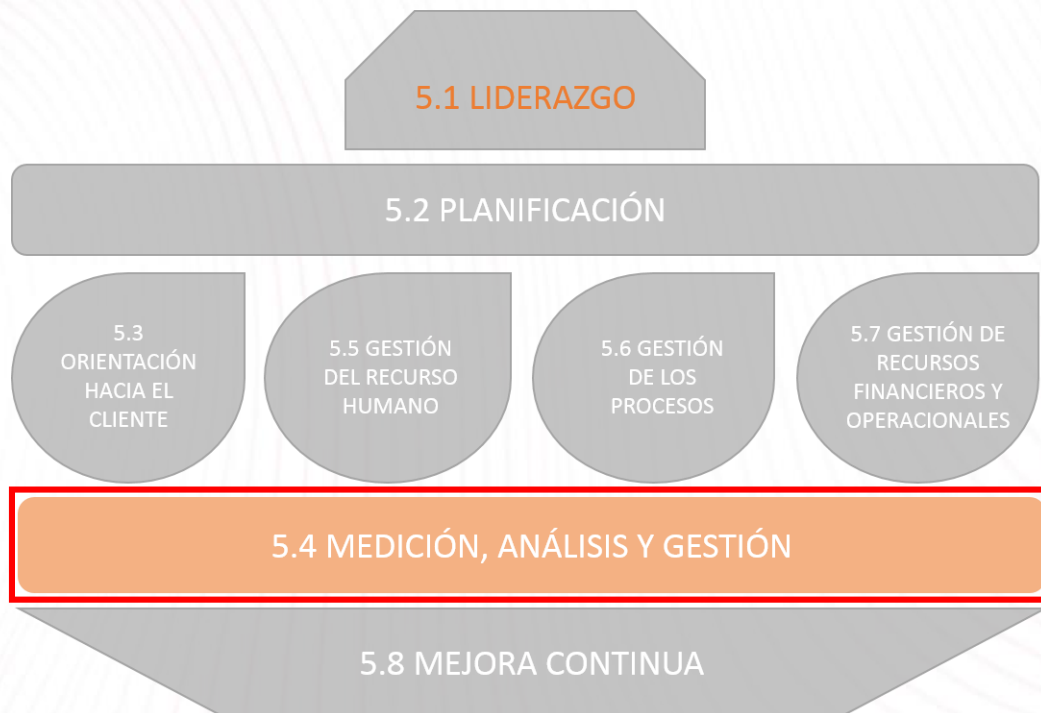 5.1 LIDERAZGO
5.2 PLANIFICACIÓN
5.3
ORIENTACIÓN
HACIA EL
CLIENTE
5.5 GESTIÓN
DEL RECURSO
HUMANO
5.6 GESTIÓN
DE LOS
PROCESOS
5.7 GESTIÓN DE
RECURSOS
FINANCIEROS Y
OPERACIONALES
5.4 MEDICIÓN, ANÁLISIS Y GESTIÓN
5.8 MEJORA CONTINUA